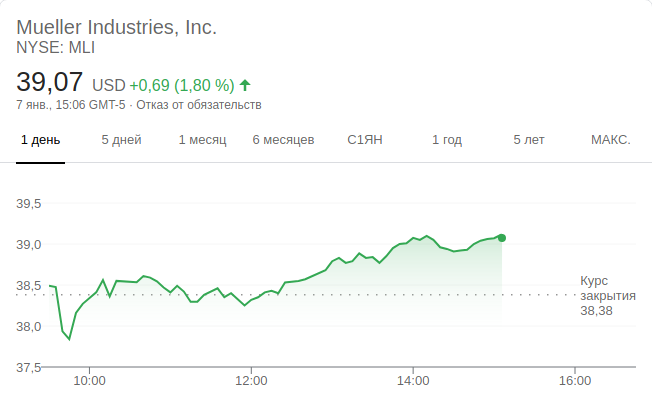 Mueller Industries, Inc.
NYSE: MLI
39,07 USD +0,69 (1,80 %)
7 янв., 15:06 GMT-5 · Отказ от обязательств
1 день 5 дней 1 месяц 6 месяцев С1ЯН 1 год 5 лет МАКС.
39,5
39,0
38,5
38,0
37,5
Курс
закрытия
38,38
10:00 12:00 14:00 16:00